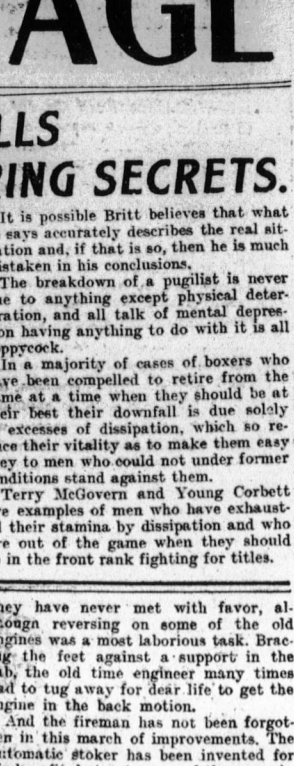 AGE
LLS
ING SECRETS.
It is possible Britt believes that what
says accurately describes the real sit-
tion and, if that is so, then he is much
istaken in his conclusions.
The breakdown of a pugilist is never
e to anything except physical deter-
ration, and all talk of mental depres-
on having anything to do with it is all
ppycock.
In a majority of cases of boxers who
ve been compelled to retire from the
me at a time when they should be at
eir best their downfall is due solely
excesses of dissipation, which so re-
ce their vitality as to make them easy
ey to men who could not under former
nditions stand against them.
Terry McGovern and Young Corbett
e examples of men who have exhaust-
their stamina by dissipation and who
e out of the game when they should
in the front rank fighting for titles.
ey have never met with favor, al-
ough reversing on some of the old
gines was a most laborious task. Brac-
g the feet against a support in the
b, the old time engineer many times
ad to tug away for dear life to get the
gine in the back motion.
And the fireman has not been forgot-
n in this march of improvements. The
utomatic stoker has been invented for